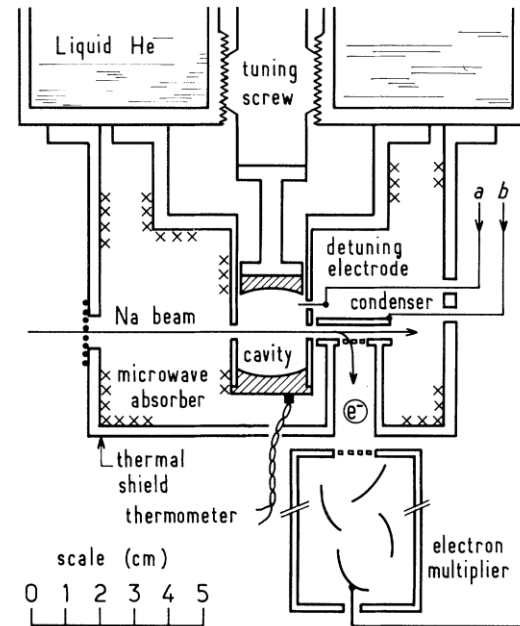 Liquid He
tuning
screw
a b
detuning
electrode
condenser
Na beam
cavity
microwave
absorber
e⁻
thermal
shield
thermometer
electron
multiplier
scale (cm)
0 1 2 3 4 5